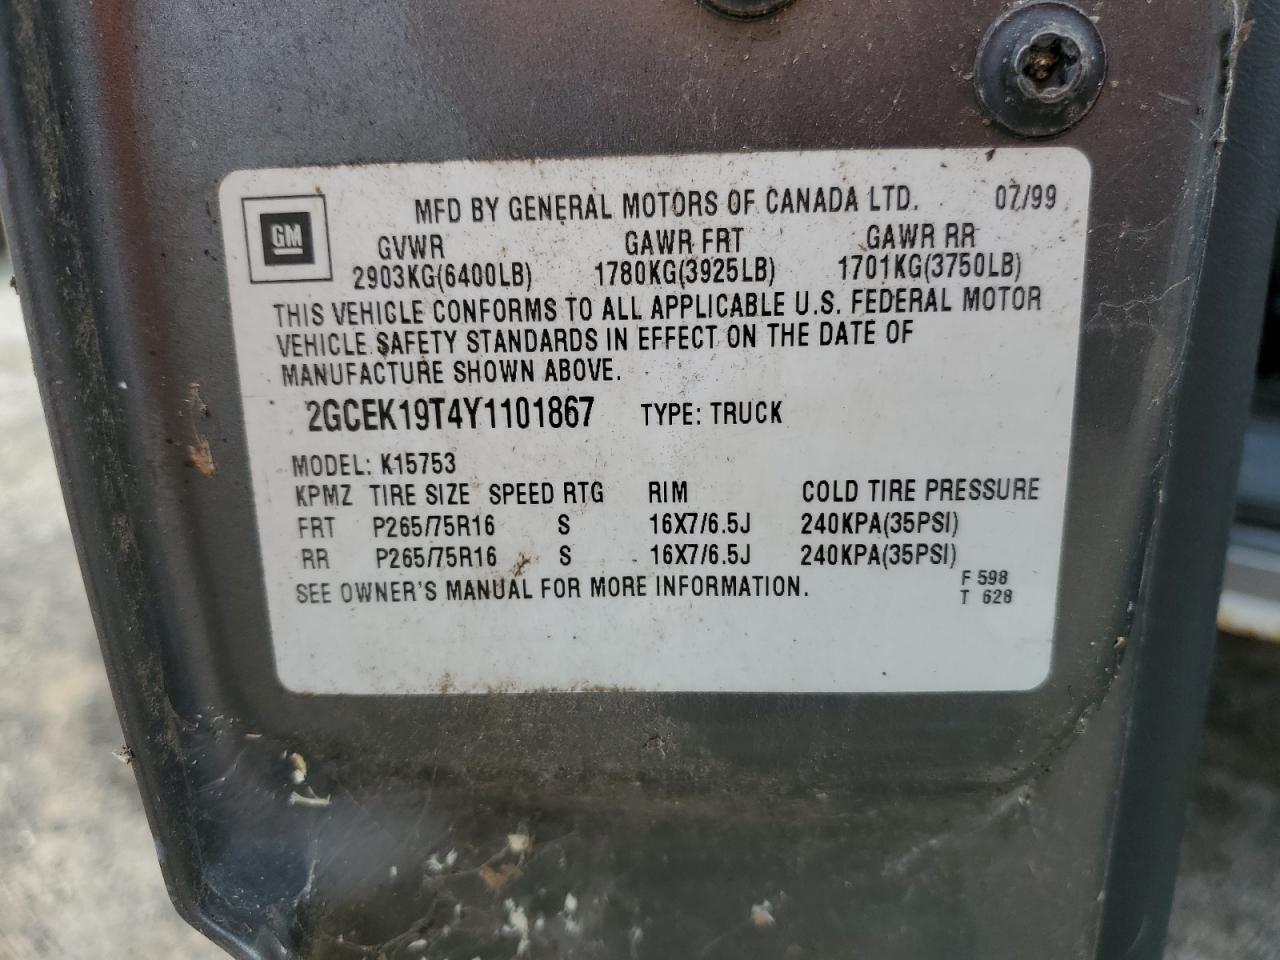 MFD BY GENERAL MOTORS OF CANADA LTD. 07/99
GM
GVWR GAWR FRT GAWR RR
2903KG(6400LB) 1780KG(3925LB) 1701KG(3750LB)
THIS VEHICLE CONFORMS TO ALL APPLICABLE U.S. FEDERAL MOTOR
VEHICLE SAFETY STANDARDS IN EFFECT ON THE DATE OF
MANUFACTURE SHOWN ABOVE.
2GCEK19T4Y1101867 TYPE: TRUCK
MODEL: K15753
KPMZ TIRE SIZE SPEED RTG RIM COLD TIRE PRESSURE
FRT P265/75R16 S 16X7/6.5J 240KPA(35PSI)
RR P265/75R16 S 16X7/6.5J 240KPA(35PSI)
SEE OWNER'S MANUAL FOR MORE INFORMATION. F 598
T 628